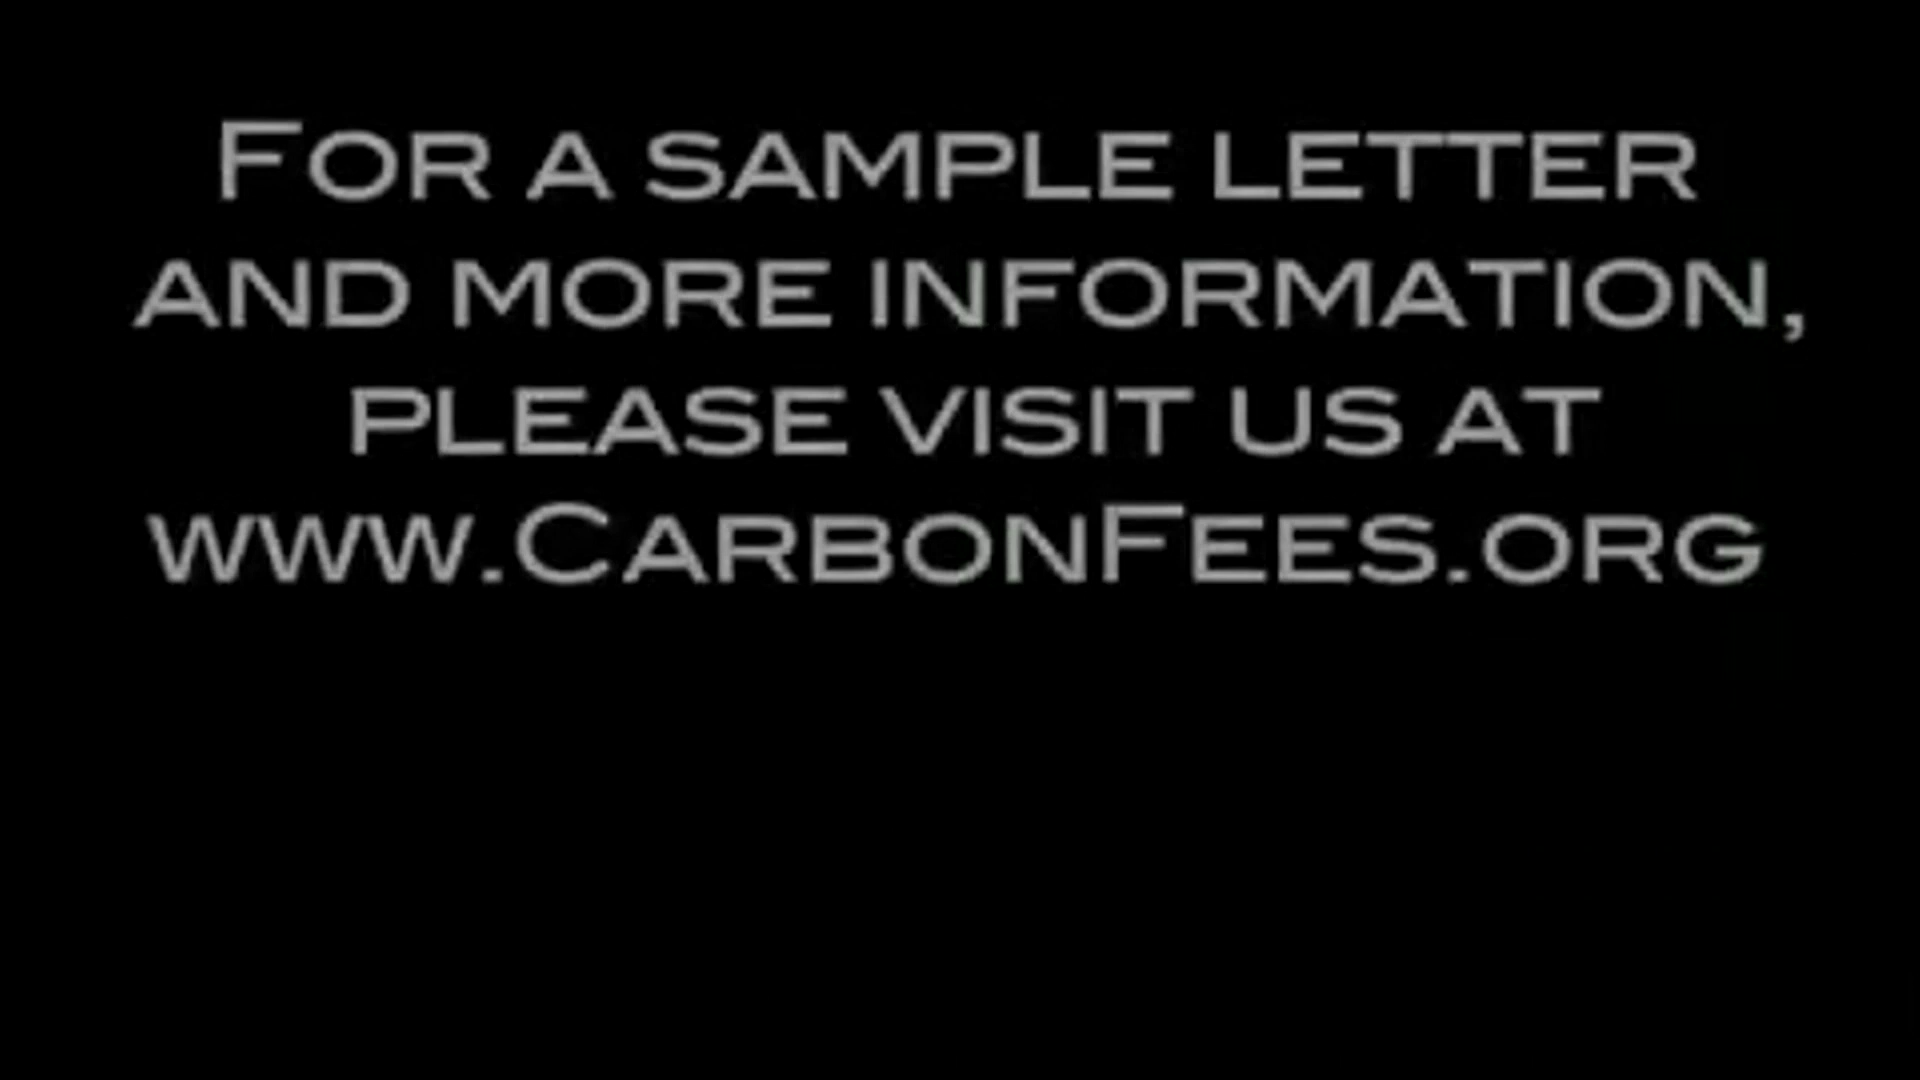 For a sample letter
and more information,
please visit us at
www.CarbonFees.org